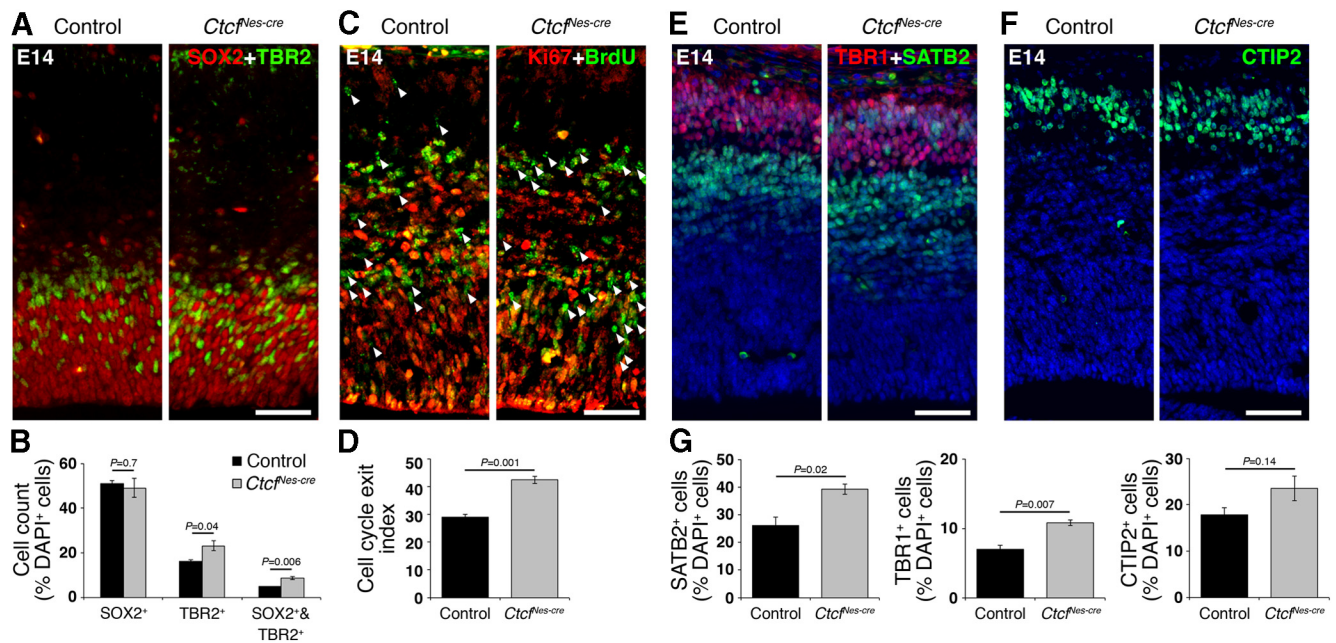 A Control Ctcf^Nes-cre
E14 SOX2+TBR2
C Control Ctcf^Nes-cre
Ki67+BrdU
E Control Ctcf^Nes-cre
E14 TBR1+SATB2
F Control Ctcf^Nes-cre
E14 CTIP2
B
Cell count
(% DAPI⁺ cells)
60
40
20
0
P=0.7
P=0.04
P=0.006
Control
Ctcf^Nes-cre
SOX2⁺
TBR2⁺
SOX2⁺&
TBR2⁺
D
Cell cycle exit
index
50
40
30
20
10
0
P=0.001
Control Ctcf^Nes-cre
G
SATB2⁺ cells
(% DAPI⁺ cells)
50
40
30
20
10
0
P=0.02
Control Ctcf^Nes-cre
TBR1⁺ cells
(% DAPI⁺ cells)
20
10
0
P=0.007
Control Ctcf^Nes-cre
CTIP2⁺ cells
(% DAPI⁺ cells)
30
20
10
0
P=0.14
Control Ctcf^Nes-cre